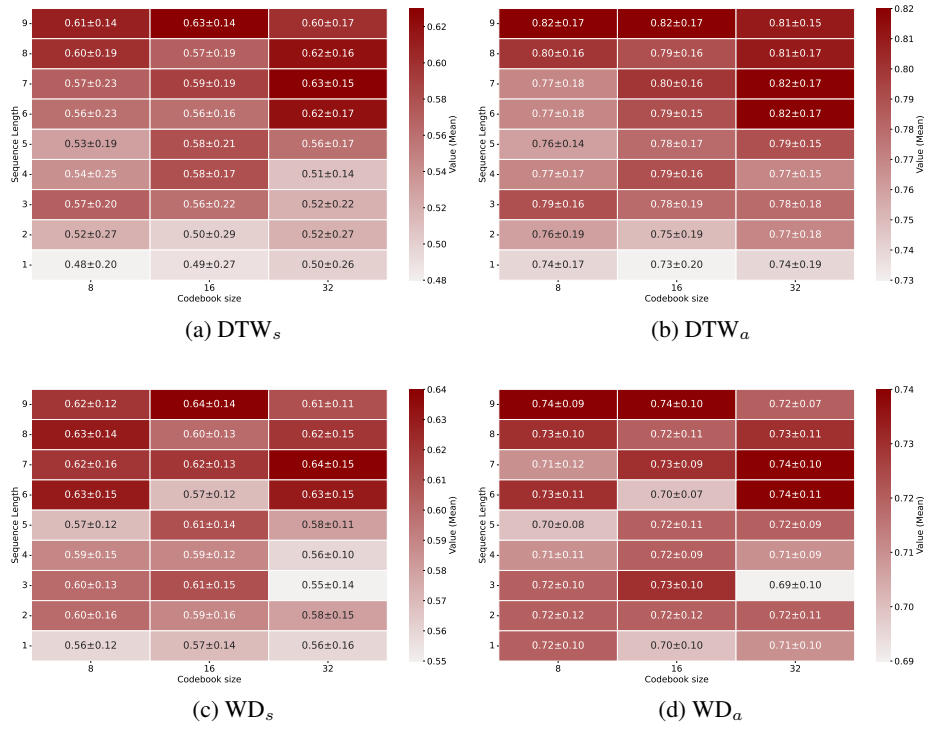 9 0.61±0.14 0.63±0.14 0.60±0.17
8 0.60±0.19 0.57±0.19 0.62±0.16
7 0.57±0.23 0.59±0.19 0.63±0.15
6 0.56±0.23 0.56±0.16 0.62±0.17
5 0.53±0.19 0.58±0.21 0.56±0.17
4 0.54±0.25 0.58±0.17 0.51±0.14
3 0.57±0.20 0.56±0.22 0.52±0.22
2 0.52±0.27 0.50±0.29 0.52±0.27
1 0.48±0.20 0.49±0.27 0.50±0.26
8 16 32
Sequence Length
Codebook size
0.62
0.60
0.58
0.56
0.54
0.52
0.50
0.48
Value (Mean)
(a) DTWₛ
9 0.82±0.17 0.82±0.17 0.81±0.15
8 0.80±0.16 0.79±0.16 0.81±0.17
7 0.77±0.18 0.80±0.16 0.82±0.17
6 0.77±0.18 0.79±0.15 0.82±0.17
5 0.76±0.14 0.78±0.17 0.79±0.15
4 0.77±0.17 0.79±0.16 0.77±0.15
3 0.79±0.16 0.78±0.19 0.78±0.18
2 0.76±0.19 0.75±0.19 0.77±0.18
1 0.74±0.17 0.73±0.20 0.74±0.19
8 16 32
Sequence Length
Codebook size
0.82
0.81
0.80
0.79
0.78
0.77
0.76
0.75
0.74
0.73
Value (Mean)
(b) DTWₐ
9 0.62±0.12 0.64±0.14 0.61±0.11
8 0.63±0.14 0.60±0.13 0.62±0.15
7 0.62±0.16 0.62±0.13 0.64±0.15
6 0.63±0.15 0.57±0.12 0.63±0.15
5 0.57±0.12 0.61±0.14 0.58±0.11
4 0.59±0.15 0.59±0.12 0.56±0.10
3 0.60±0.13 0.61±0.15 0.55±0.14
2 0.60±0.16 0.59±0.16 0.58±0.15
1 0.56±0.12 0.57±0.14 0.56±0.16
8 16 32
Sequence Length
Codebook size
0.64
0.63
0.62
0.61
0.60
0.59
0.58
0.57
0.56
0.55
Value (Mean)
(c) WDₛ
9 0.74±0.09 0.74±0.10 0.72±0.07
8 0.73±0.10 0.72±0.11 0.73±0.11
7 0.71±0.12 0.73±0.09 0.74±0.10
6 0.73±0.11 0.70±0.07 0.74±0.11
5 0.70±0.08 0.72±0.11 0.72±0.09
4 0.71±0.11 0.72±0.09 0.71±0.09
3 0.72±0.10 0.73±0.10 0.69±0.10
2 0.72±0.12 0.72±0.12 0.72±0.11
1 0.72±0.10 0.70±0.10 0.71±0.10
8 16 32
Sequence Length
Codebook size
0.74
0.73
0.72
0.71
0.70
0.69
Value (Mean)
(d) WDₐ